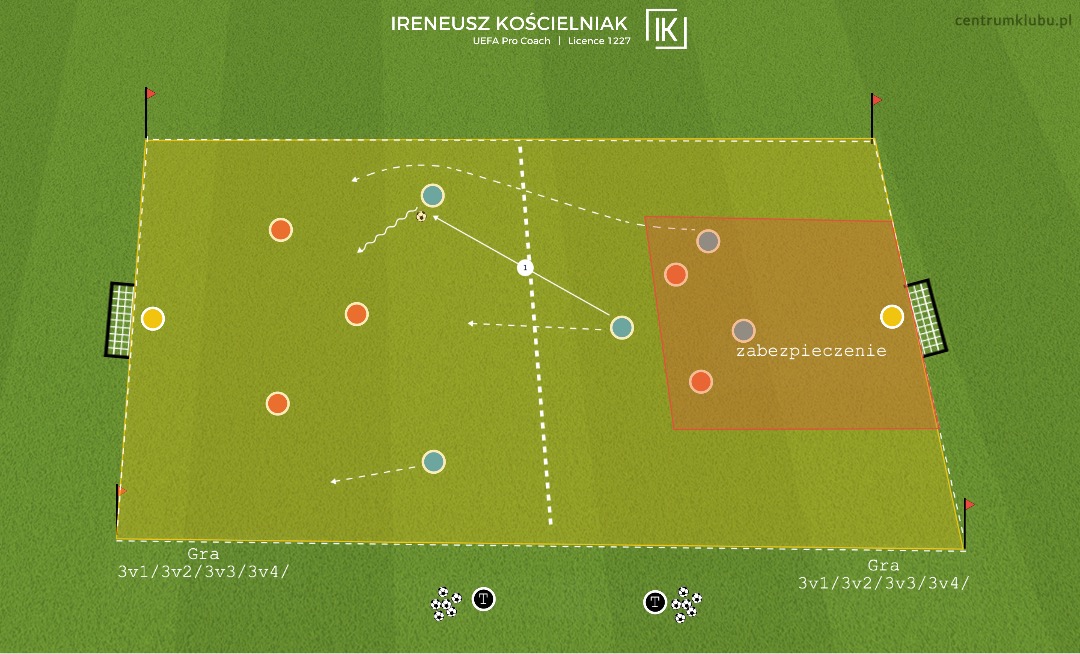 centrumklubu.pl
IRENEUSZ KOŚCIELNIAK
IK
UEFA Pro Coach | Licence 1227
1
zabezpieczenie
Gra
3v1/3v2/3v3/3v4/
Gra
3v1/3v2/3v3/3v4/
T
T